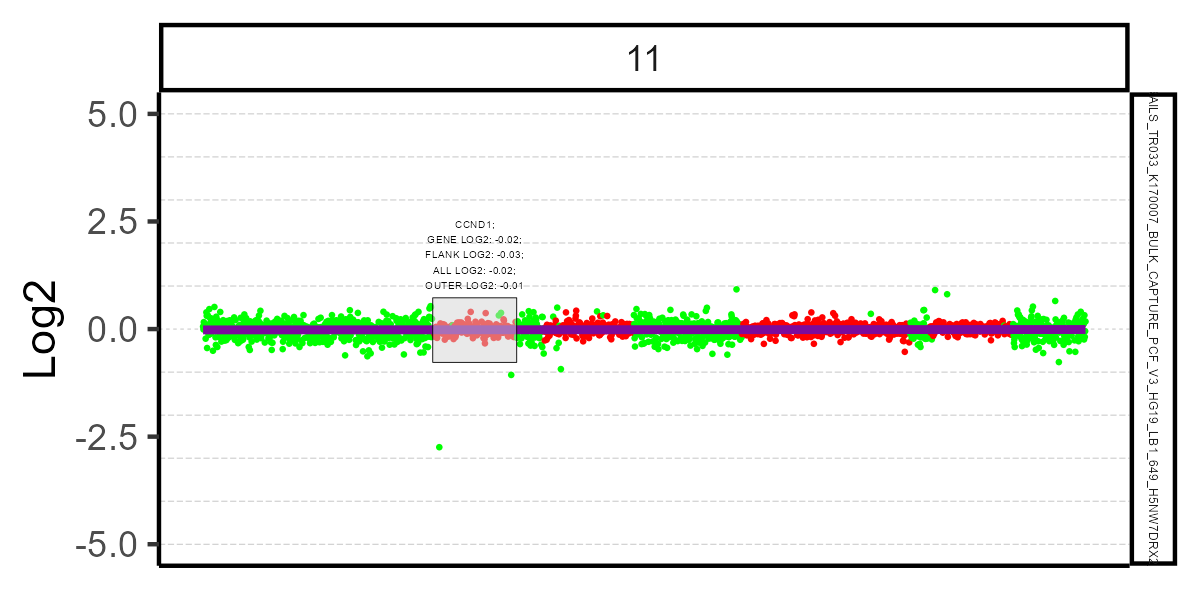 11
5.0
2.5
0.0
-2.5
-5.0
Log2
CCND1;
GENE LOG2: -0.02;
FLANK LOG2: -0.03;
ALL LOG2: -0.02;
OUTER LOG2: -0.01
AILS_TR033_K170007_BULK_CAPTURE_PCF_V3_HG19_LB1_649_H5NW7DRX2